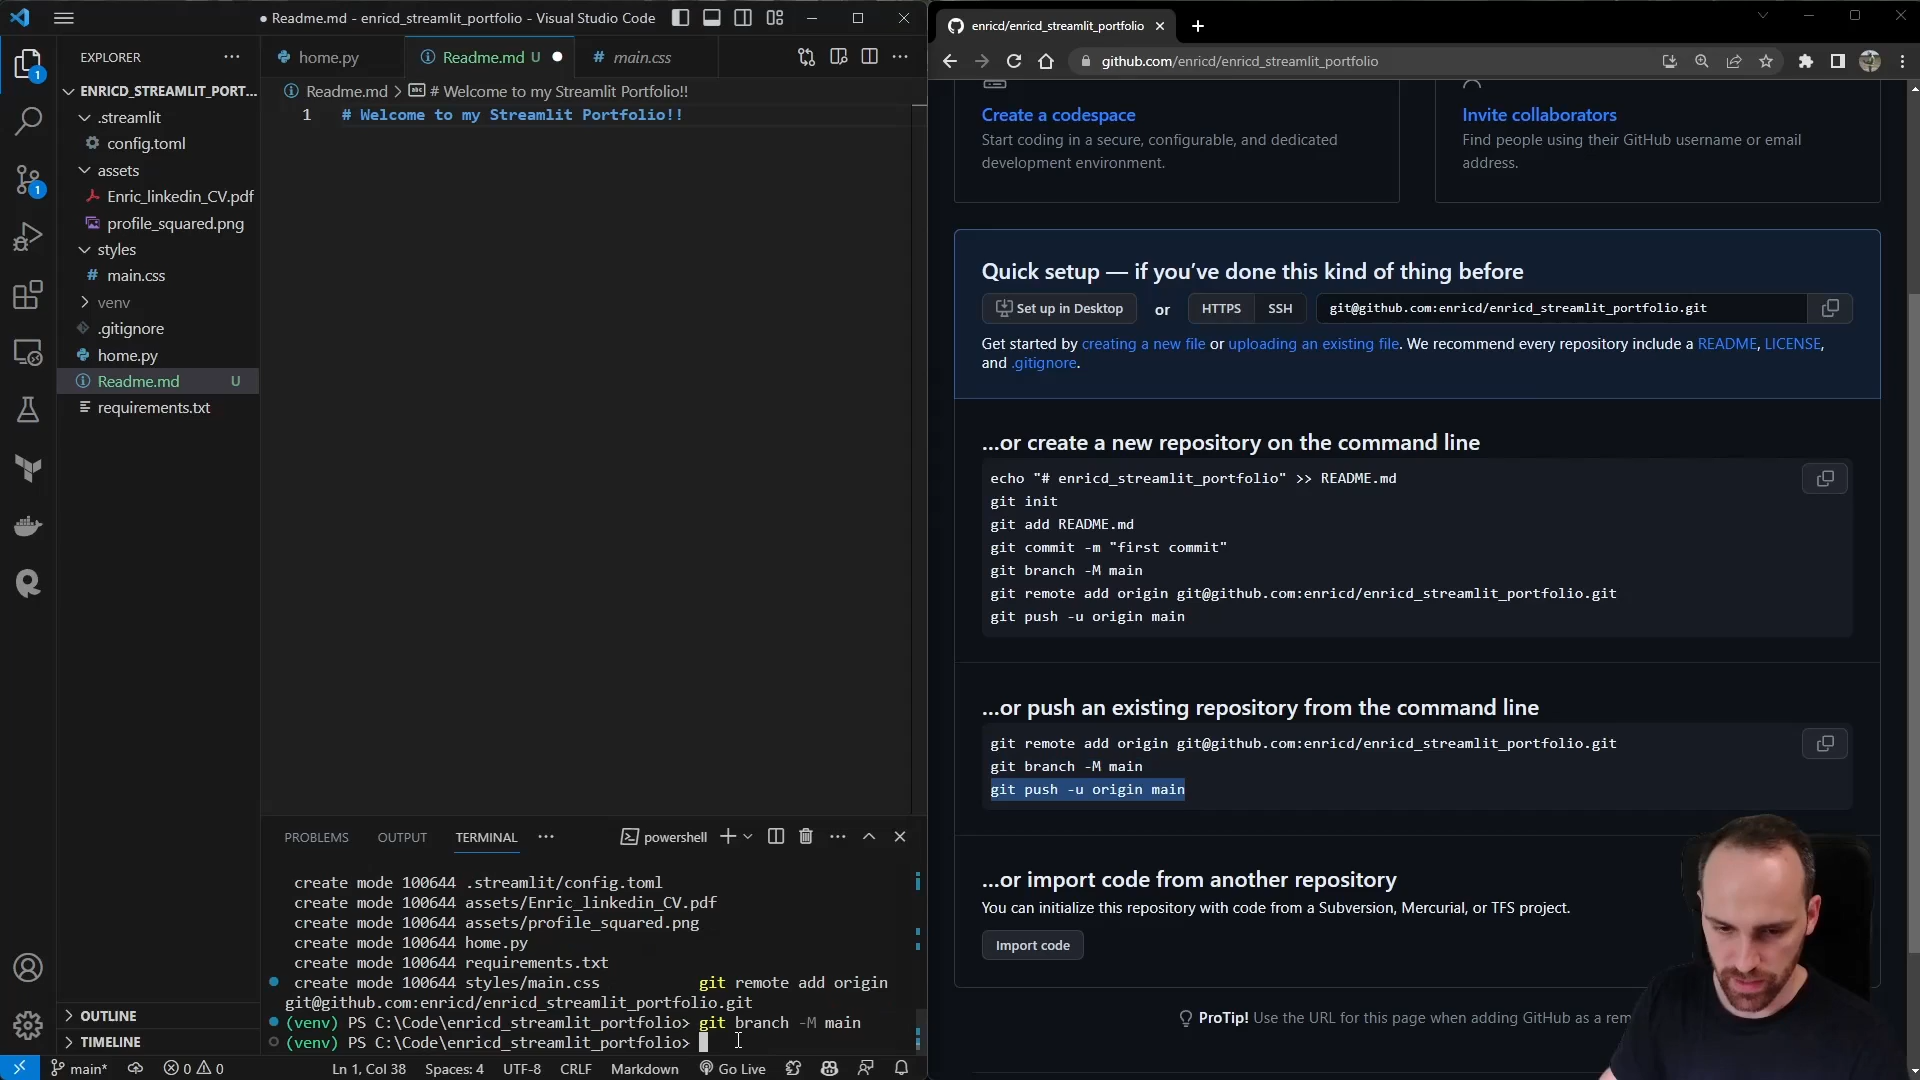 Readme.md - enricd_streamlit_portfolio - Visual Studio Code
EXPLORER
ENRICD_STREAMLIT_PORT...
.streamlit
config.toml
assets
Enric_linkedin_CV.pdf
profile_squared.png
styles
main.css
venv
.gitignore
home.py
Readme.md U
requirements.txt
OUTLINE
TIMELINE
1
1
home.py
Readme.md U
main.css
Readme.md > # Welcome to my Streamlit Portfolio!!
1 # Welcome to my Streamlit Portfolio!!
PROBLEMS OUTPUT TERMINAL
powershell
create mode 100644 .streamlit/config.toml
create mode 100644 assets/Enric_linkedin_CV.pdf
create mode 100644 assets/profile_squared.png
create mode 100644 home.py
create mode 100644 requirements.txt
create mode 100644 styles/main.css git remote add origin
git@github.com:enricd/enricd_streamlit_portfolio.git
(venv) PS C:\Code\enricd_streamlit_portfolio> git branch -M main
(venv) PS C:\Code\enricd_streamlit_portfolio>
main* 0 0 Ln 1, Col 38 Spaces: 4 UTF-8 CRLF Markdown Go Live
enricd/enricd_streamlit_portfolio
github.com/enricd/enricd_streamlit_portfolio
Create a codespace
Start coding in a secure, configurable, and dedicated
development environment.
Invite collaborators
Find people using their GitHub username or email
address.
Quick setup — if you’ve done this kind of thing before
Set up in Desktop or HTTPS SSH git@github.com:enricd/enricd_streamlit_portfolio.git
Get started by creating a new file or uploading an existing file. We recommend every repository include a README, LICENSE,
and .gitignore.
…or create a new repository on the command line
echo "# enricd_streamlit_portfolio" >> README.md
git init
git add README.md
git commit -m "first commit"
git branch -M main
git remote add origin git@github.com:enricd/enricd_streamlit_portfolio.git
git push -u origin main
…or push an existing repository from the command line
git remote add origin git@github.com:enricd/enricd_streamlit_portfolio.git
git branch -M main
git push -u origin main
…or import code from another repository
You can initialize this repository with code from a Subversion, Mercurial, or TFS project.
Import code
ProTip! Use the URL for this page when adding GitHub as a rem